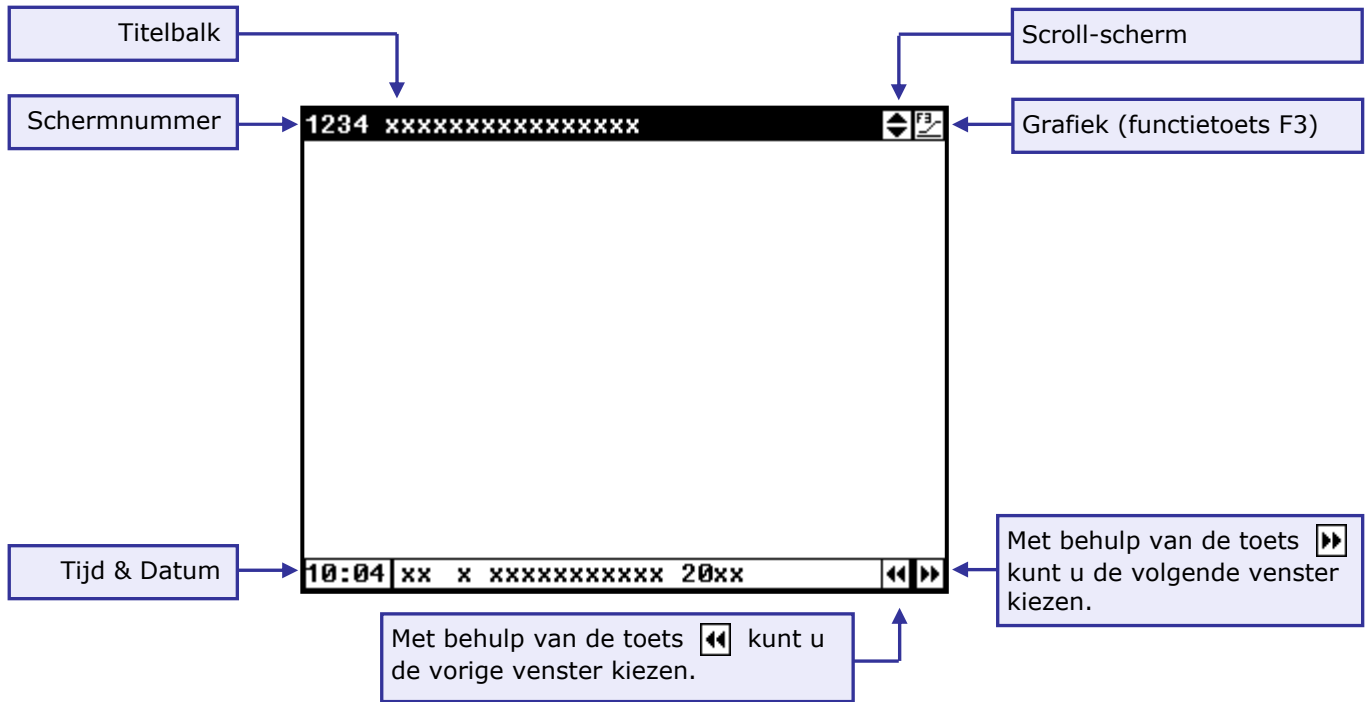 Titelbalk
Scroll-scherm
Schermnummer
1234 xxxxxxxxxxxxxxxx
F3
Grafiek (functietoets F3)
Tijd & Datum
10:04 xx x xxxxxxxxxxx 20xx
Met behulp van de toets
kunt u de volgende venster
kiezen.
Met behulp van de toets kunt u
de vorige venster kiezen.